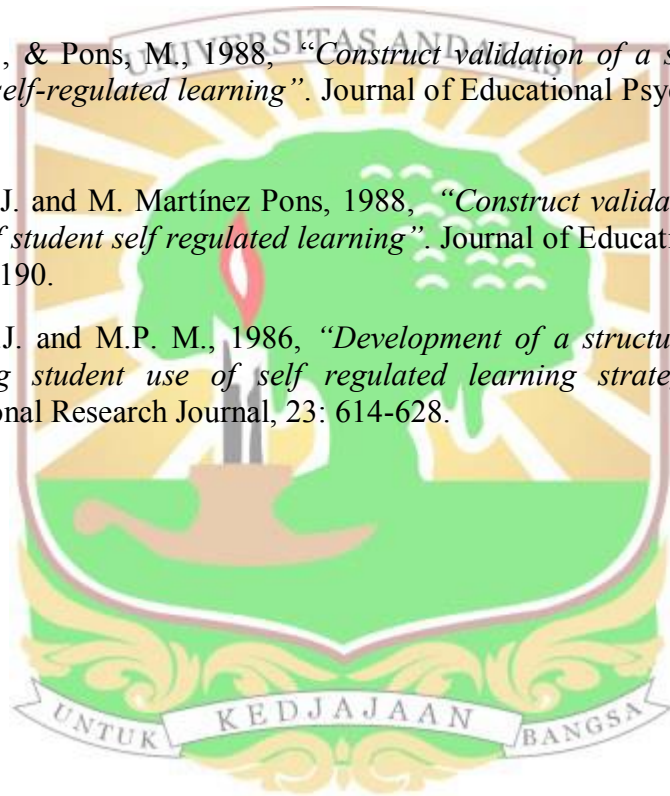 UNIVERSITAS ANDALAS
., & Pons, M., 1988, “Construct validation of a s
self-regulated learning”. Journal of Educational Psy
J. and M. Martínez Pons, 1988, “Construct valida
f student self regulated learning”. Journal of Educati
190.
.J. and M.P. M., 1986, “Development of a structu
g student use of self regulated learning strate
onal Research Journal, 23: 614-628.
UNTUK KEDJAJAAN BANGSA